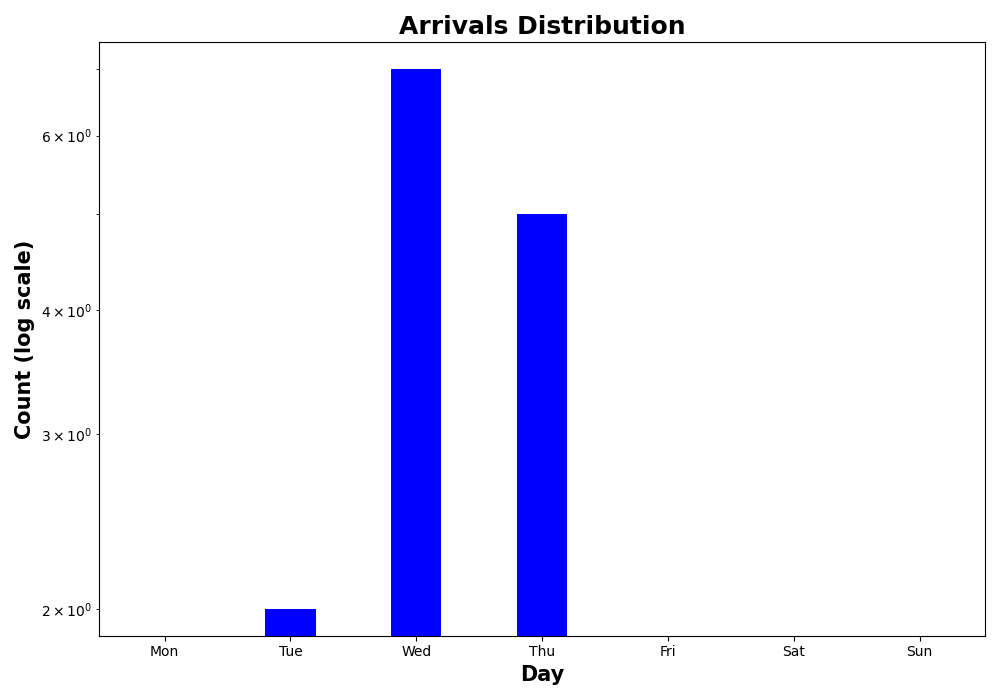 Arrivals Distribution
Count (log scale)
6 × 10⁰
4 × 10⁰
3 × 10⁰
2 × 10⁰
Mon Tue Wed Thu Fri Sat Sun
Day